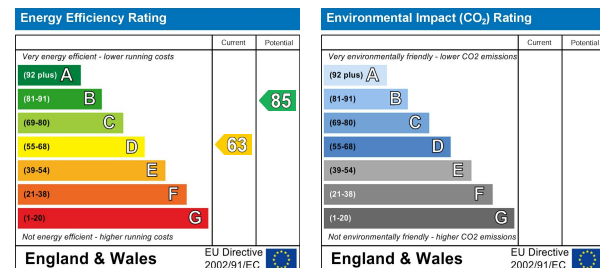 Energy Efficiency Rating
Current Potential
Very energy efficient - lower running costs
(92 plus) A
(81-91) B
85
(69-80) C
(55-68) D
63
(39-54) E
(21-38) F
(1-20) G
Not energy efficient - higher running costs
England & Wales
EU Directive
2002/91/EC
Environmental Impact (CO₂) Rating
Current Potential
Very environmentally friendly - lower CO2 emissions
(92 plus) A
(81-91) B
(69-80) C
(55-68) D
(39-54) E
(21-38) F
(1-20) G
Not environmentally friendly - higher CO2 emissions
England & Wales
EU Directive
2002/91/EC